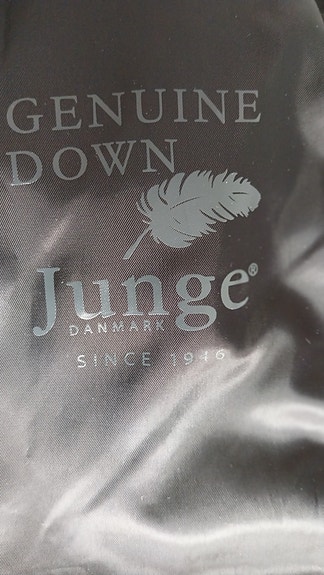 GENUINE
DOWN
Junge®
DANMARK
SINCE 1946